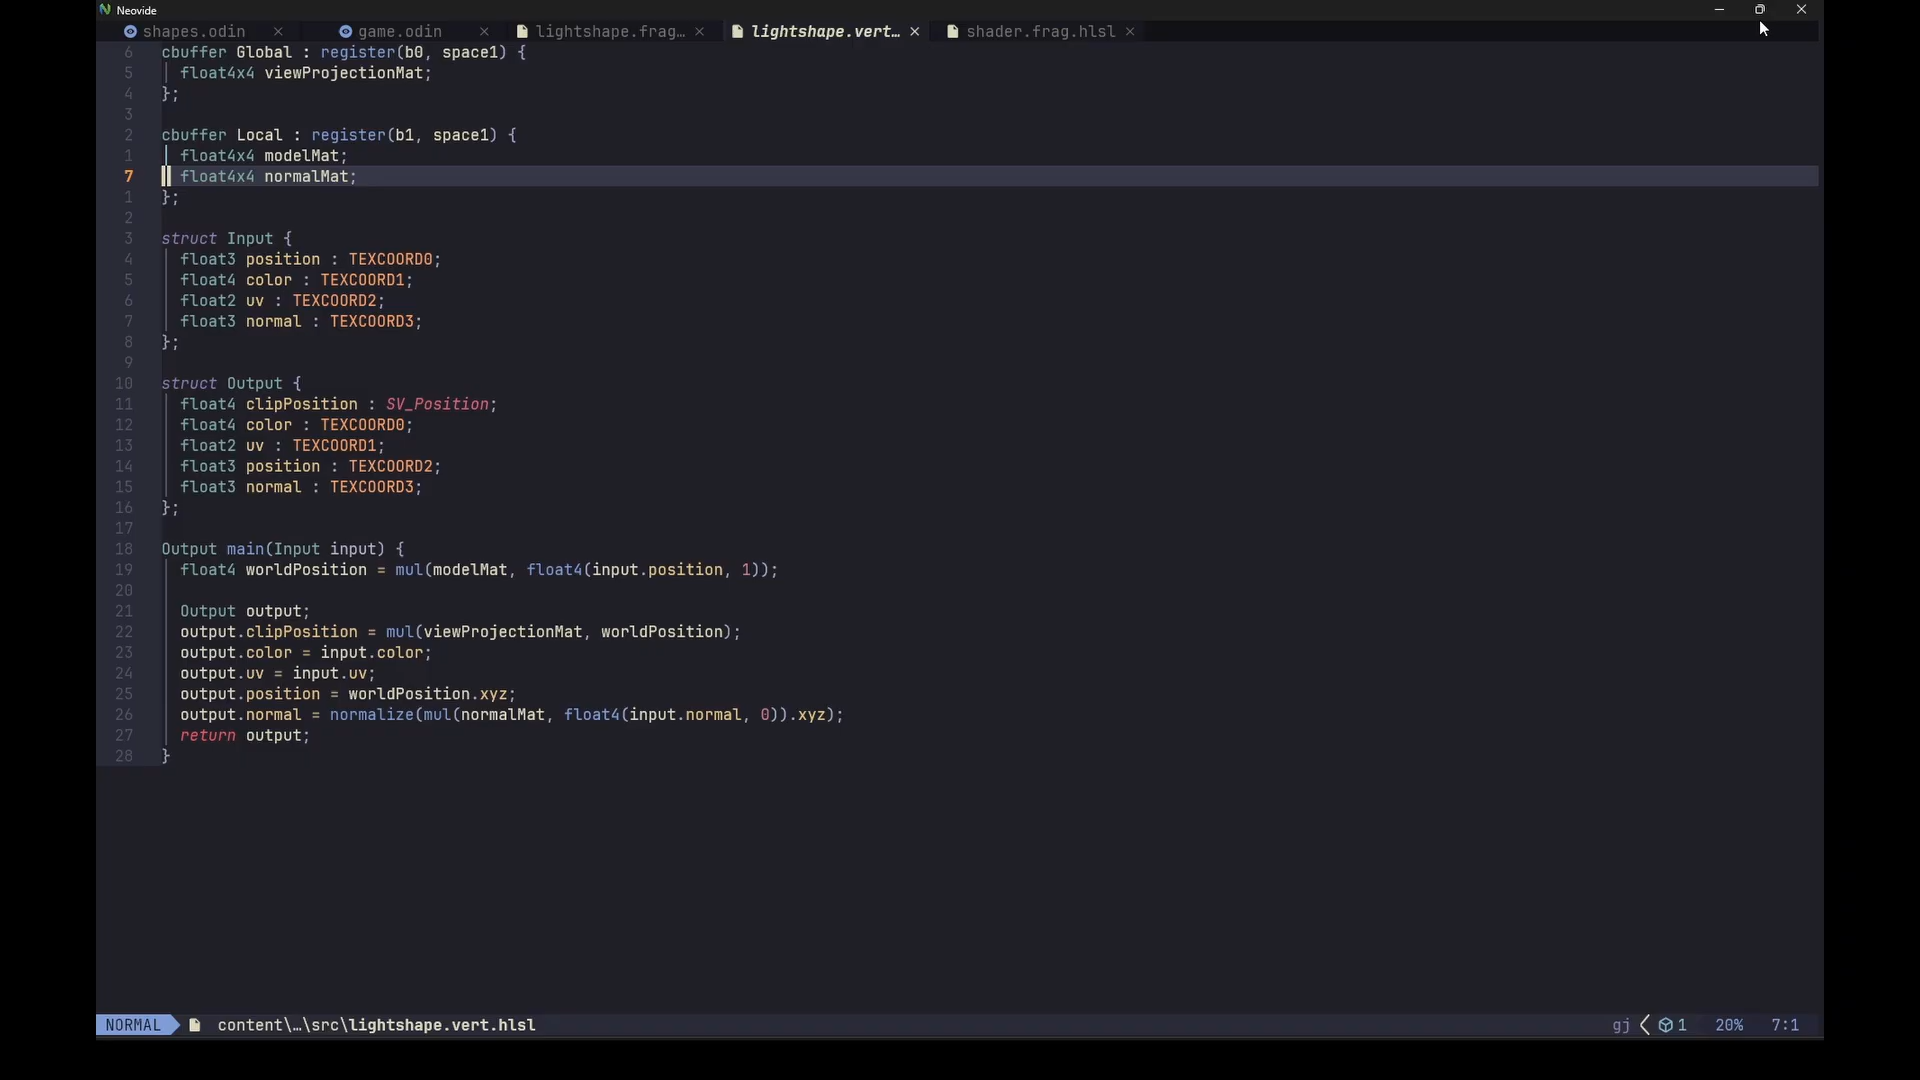 Neovide
shapes.odin × game.odin × lightshape.frag… × lightshape.vert… × shader.frag.hlsl ×
6 cbuffer Global : register(b0, space1) {
5 float4x4 viewProjectionMat;
4 };
3
2 cbuffer Local : register(b1, space1) {
1 float4x4 modelMat;
7 float4x4 normalMat;
1 };
2
3 struct Input {
4 float3 position : TEXCOORD0;
5 float4 color : TEXCOORD1;
6 float2 uv : TEXCOORD2;
7 float3 normal : TEXCOORD3;
8 };
9
10 struct Output {
11 float4 clipPosition : SV_Position;
12 float4 color : TEXCOORD0;
13 float2 uv : TEXCOORD1;
14 float3 position : TEXCOORD2;
15 float3 normal : TEXCOORD3;
16 };
17
18 Output main(Input input) {
19 float4 worldPosition = mul(modelMat, float4(input.position, 1));
20
21 Output output;
22 output.clipPosition = mul(viewProjectionMat, worldPosition);
23 output.color = input.color;
24 output.uv = input.uv;
25 output.position = worldPosition.xyz;
26 output.normal = normalize(mul(normalMat, float4(input.normal, 0)).xyz);
27 return output;
28 }
NORMAL content\…\src\lightshape.vert.hlsl gj 1 20% 7:1